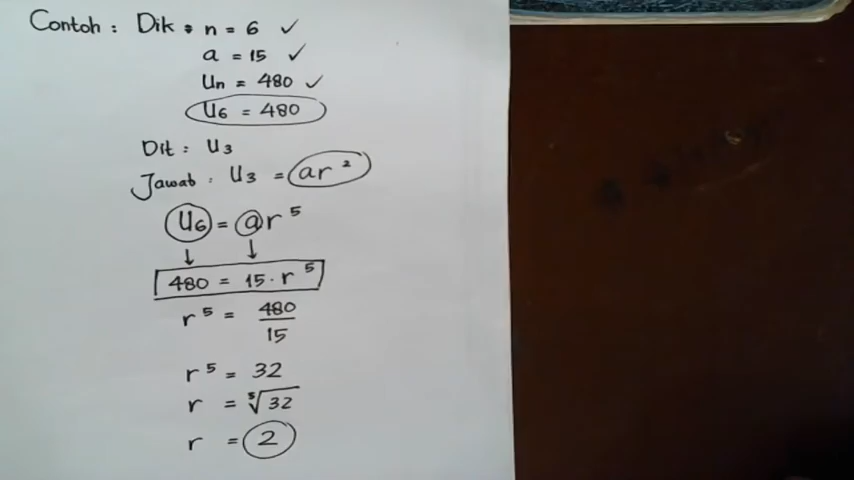 Contoh : Dik : n = 6 ✓
a = 15 ✓
Un = 480 ✓
U₆ = 480
Dit : U₃
Jawab : U₃ = ar²
U₆ = ar⁵
↓ ↓
480 = 15 · r⁵
r⁵ = 480/15
r⁵ = 32
r = ⁵√32
r = 2